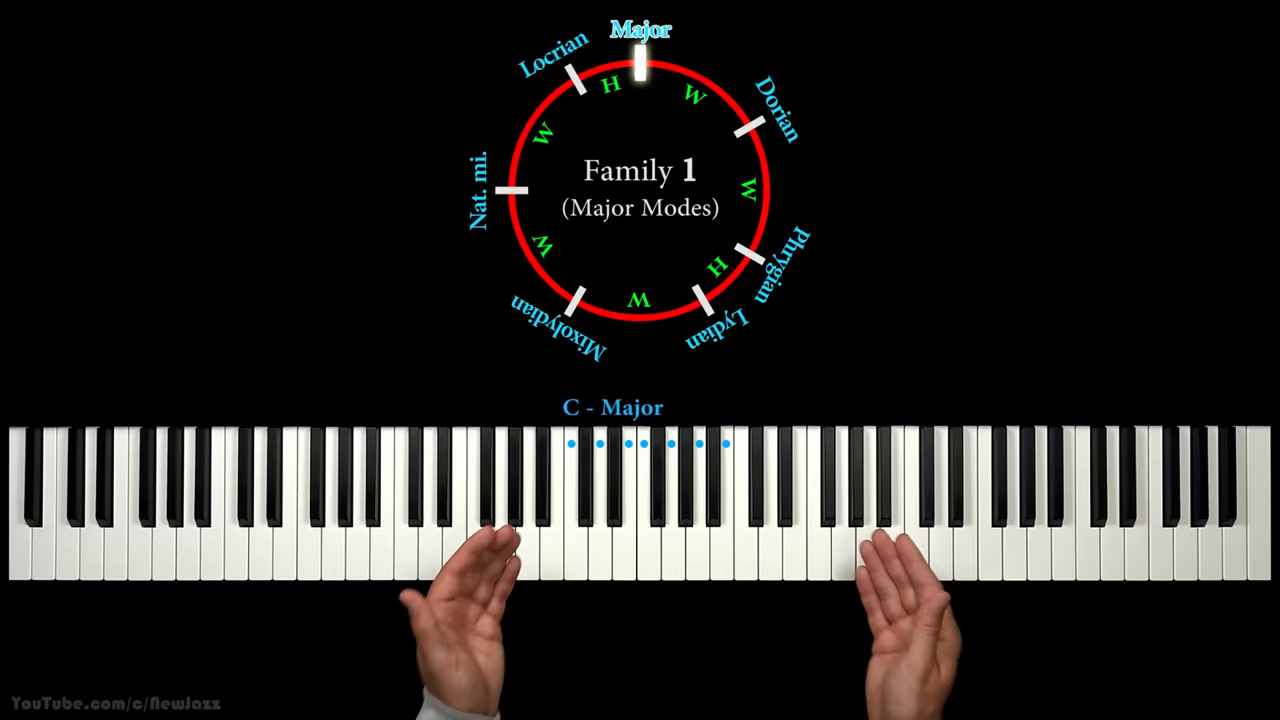 Major
Locrian
Dorian
H
W
W
W
Nat. mi.
Family 1
(Major Modes)
W
H
W
Phrygian
Mixolydian
Lydian
C - Major
YouTube.com/c/NewJazz